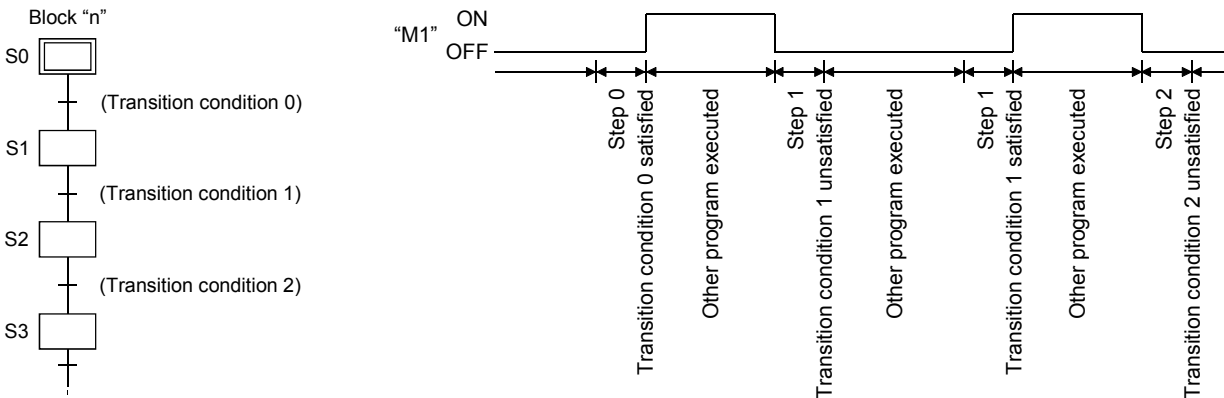 Block “n”
S0
(Transition condition 0)
S1
(Transition condition 1)
S2
(Transition condition 2)
S3
“M1”
ON
OFF
Step 0
Transition condition 0 satisfied
Other program executed
Step 1
Transition condition 1 unsatisfied
Other program executed
Step 1
Transition condition 1 satisfied
Other program executed
Step 2
Transition condition 2 unsatisfied